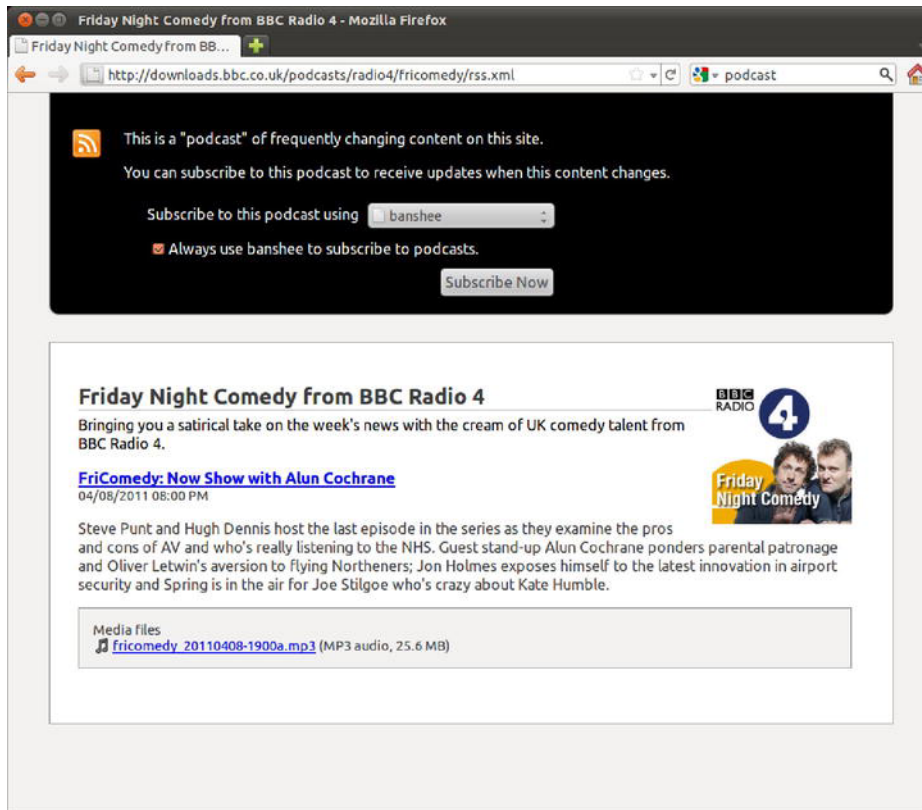 Friday Night Comedy from BBC Radio 4 - Mozilla Firefox
Friday Night Comedy from BB...
http://downloads.bbc.co.uk/podcasts/radio4/fricomedy/rss.xml
podcast
This is a "podcast" of frequently changing content on this site.
You can subscribe to this podcast to receive updates when this content changes.
Subscribe to this podcast using banshee
Always use banshee to subscribe to podcasts.
Subscribe Now
Friday Night Comedy from BBC Radio 4
BBC
RADIO 4
Bringing you a satirical take on the week's news with the cream of UK comedy talent from
BBC Radio 4.
Friday
Night Comedy
FriComedy: Now Show with Alun Cochrane
04/08/2011 08:00 PM
Steve Punt and Hugh Dennis host the last episode in the series as they examine the pros
and cons of AV and who's really listening to the NHS. Guest stand-up Alun Cochrane ponders parental patronage
and Oliver Letwin's aversion to flying Northeners; Jon Holmes exposes himself to the latest innovation in airport
security and Spring is in the air for Joe Stilgoe who's crazy about Kate Humble.
Media files
fricomedy_20110408-1900a.mp3 (MP3 audio, 25.6 MB)